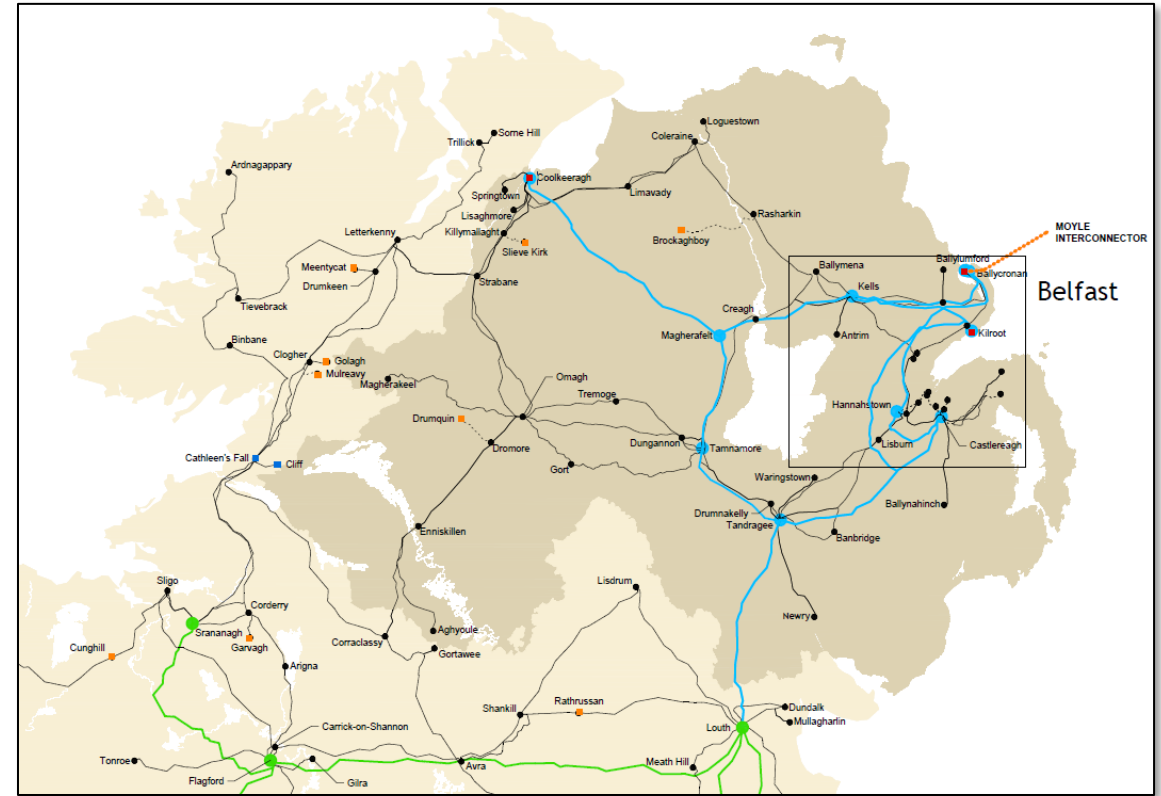 Loguestown
Coleraine
Some Hill
Trillick
Ardnagappary
Coolkeeragh
Springtown
Limavady
Lisaghmore
Rasharkin
Killymallaght
Letterkenny
Brockaghboy
MOYLE
INTERCONNECTOR
Slieve Kirk
Meentycat
Ballymena
Ballylumford
Ballycronan
Drumkeen
Strabane
Kells
Belfast
Tievebrack
Creagh
Magherafelt
Antrim
Kilroot
Binbane
Clogher
Golagh
Mulreavy
Magherakeel
Omagh
Tremoge
Hannahstown
Drumquin
Dromore
Dungannon
Tamnamore
Lisburn
Castlereagh
Cathleen's Fall
Cliff
Gort
Waringstown
Ballynahinch
Drumnakelly
Tandragee
Enniskillen
Banbridge
Sligo
Lisdrum
Corderry
Newry
Srananagh
Garvagh
Corraclassy
Aghyoule
Cunghill
Gortawee
Arigna
Rathrussan
Shankill
Dundalk
Mullagharlin
Louth
Carrick-on-Shannon
Tonroe
Meath Hill
Avra
Flagford
Gilra